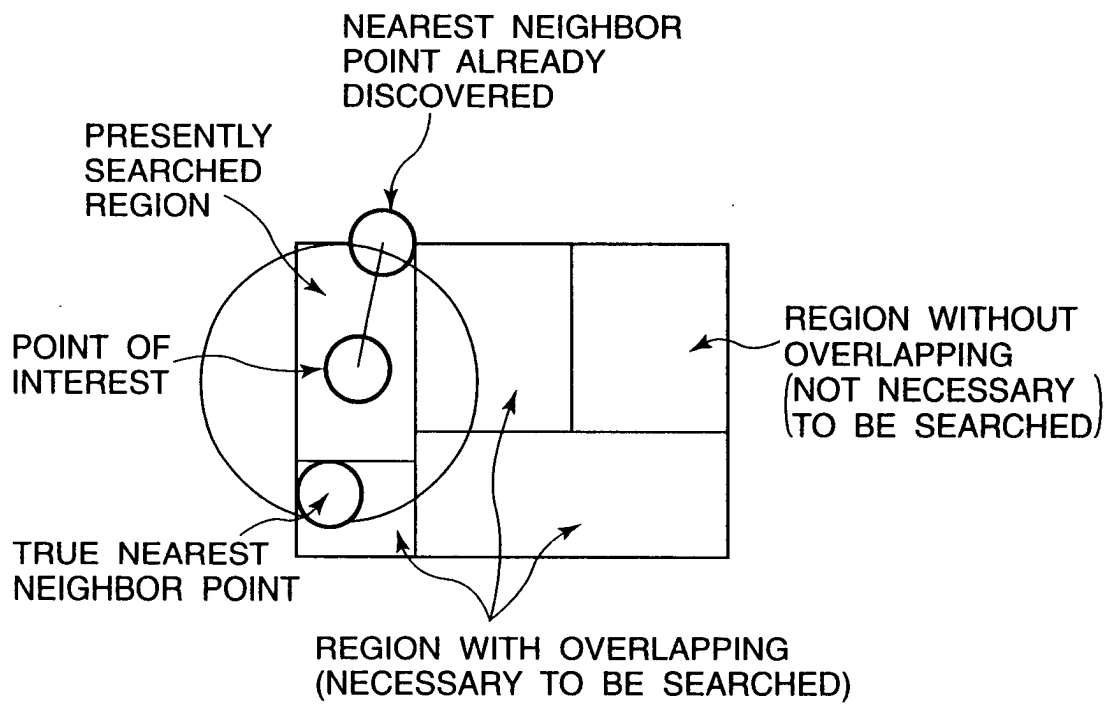 NEAREST NEIGHBOR
POINT ALREADY
DISCOVERED
PRESENTLY
SEARCHED
REGION
POINT OF
INTEREST
REGION WITHOUT
OVERLAPPING
(NOT NECESSARY
TO BE SEARCHED)
TRUE NEAREST
NEIGHBOR POINT
REGION WITH OVERLAPPING
(NECESSARY TO BE SEARCHED)